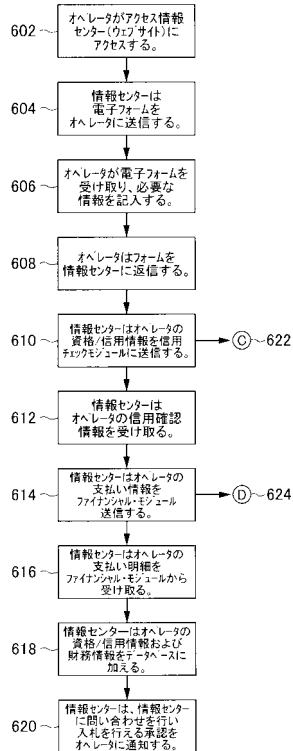 602
オペレータがアクセス情報
センター(ウェブサイト)に
アクセスする。
604
情報センターは
電子フォームを
オペレータに送信する。
606
オペレータが電子フォームを
受け取り、必要な
情報を記入する。
608
オペレータはフォームを
情報センターに返信する。
610
情報センターはオペレータの
資格/信用情報を信用
チェックモジュールに送信する。
C 622
612
情報センターは
オペレータの信用確認
情報を受け取る。
614
情報センターはオペレータの
支払い情報を
ファイナンシャル・モジュール
送信する。
D 624
616
情報センターはオペレータの
支払い明細を
ファイナンシャル・モジュールから
受け取る。
618
情報センターはオペレータの
資格/信用情報および
財務情報をデータベースに
加える。
620
情報センターは、情報センター
に問い合わせを行い
入札を行える承認を
オペレータに通知する。